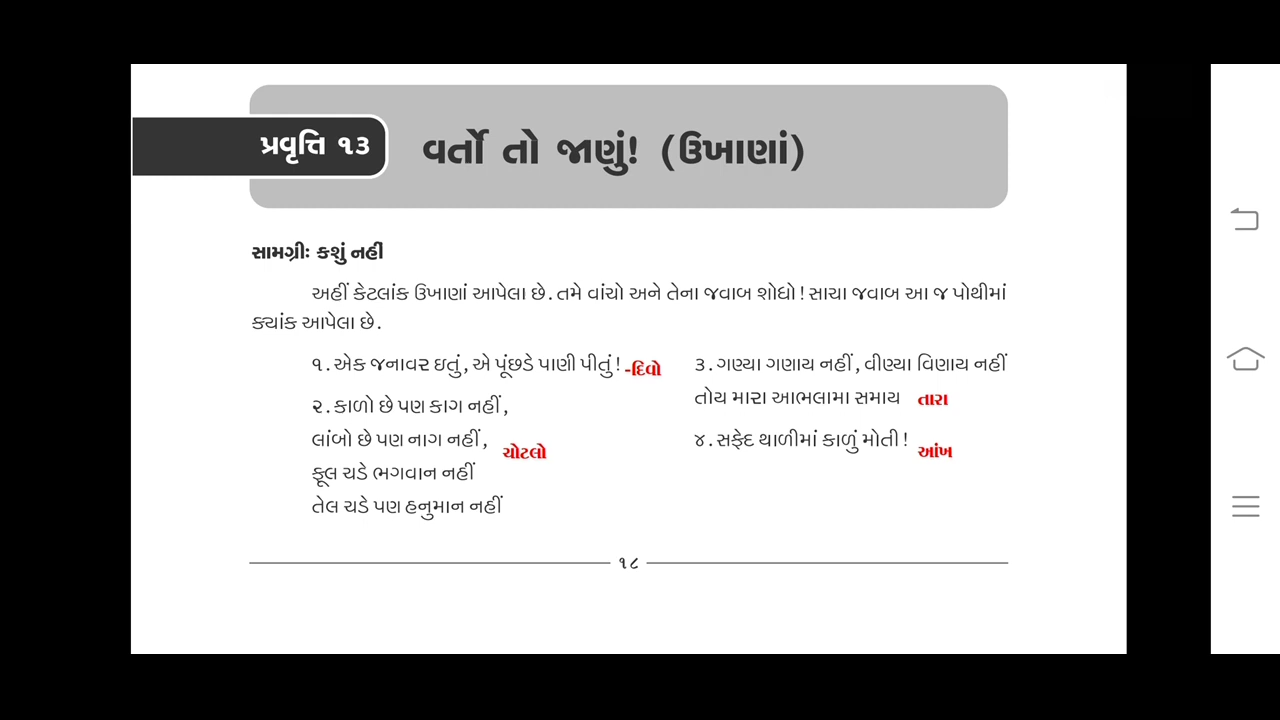 પ્રવૃત્તિ ૧૩
વર્તો તો જાણું! (ઉખાણાં)
સામગ્રીઃ કશું નહીં
અહીં કેટલાંક ઉખાણાં આપેલા છે. તમે વાંચો અને તેના જવાબ શોધો! સાચા જવાબ આ જ પોથીમાં
ક્યાંક આપેલા છે.
૧. એક જનાવર ઇતું, એ પૂંછડે પાણી પીતું! -દિવો
૨. કાળો છે પણ કાગ નહીં,
લાંબો છે પણ નાગ નહીં, ચોટલો
ફૂલ ચડે ભગવાન નહીં
તેલ ચડે પણ હનુમાન નહીં
૩. ગણ્યા ગણાય નહીં, વીણ્યા વિણાય નહીં
તોય મારા આભલામા સમાય તારા
૪. સફેદ થાળીમાં કાળું મોતી! આંખ
૧૮